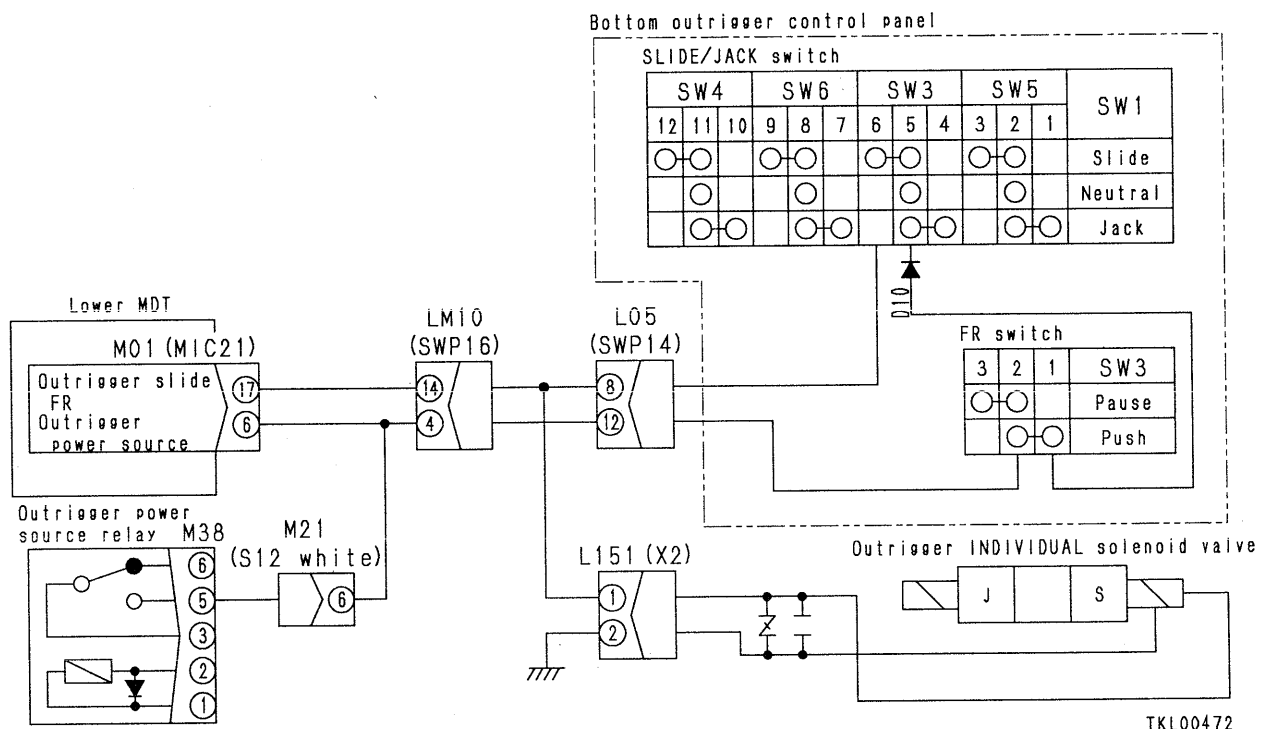 Bottom outrigger control panel
SLIDE/JACK switch
SW4 SW6 SW3 SW5 SW1
12 11 10 9 8 7 6 5 4 3 2 1
Slide
Neutral
Jack
D10
FR switch
3 2 1 SW3
Pause
Push
Lower MDT
M01 (MIC21)
Outrigger slide
FR
Outrigger
power source
17
6
LM10
(SWP16)
14
4
L05
(SWP14)
8
12
Outrigger power
source relay
M38
6
5
3
2
1
M21
(S12 white)
6
L151 (X2)
1
2
Outrigger INDIVIDUAL solenoid valve
J S
TKL00472